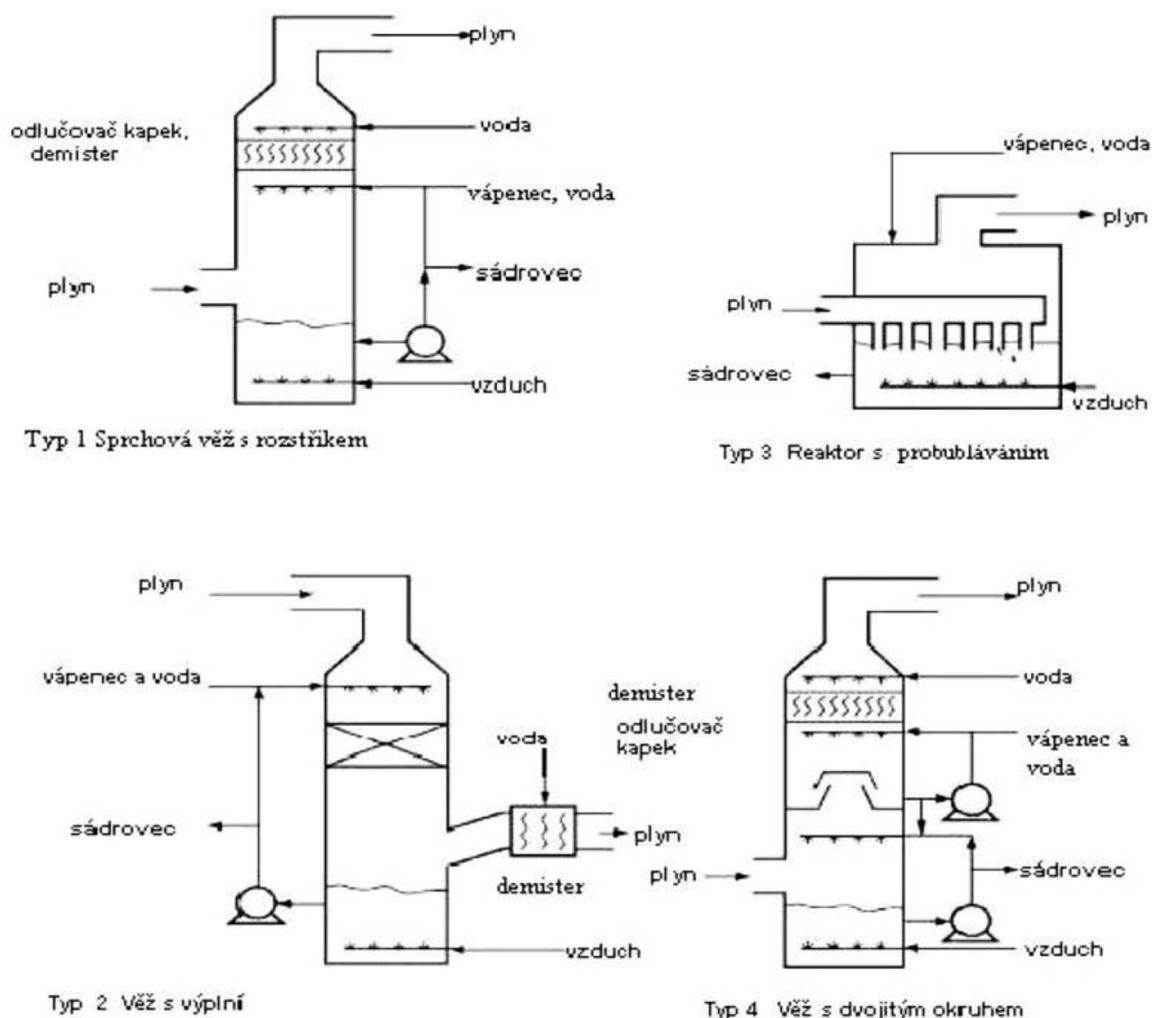 plyn
odlučovač kapek,
demister
voda
vápenec, voda
plyn
sádrovec
vzduch
Typ 1 Sprchová věž s rozstřikem
vápenec, voda
plyn
plyn
sádrovec
vzduch
Typ 3 Reaktor s probubláváním
plyn
vápenec a voda
voda
sádrovec
plyn
demister
vzduch
Typ 2 Věž s výplní
plyn
demister
odlučovač
kapek
voda
vápenec a
voda
plyn
sádrovec
vzduch
Typ 4 Věž s dvojitým okruhem